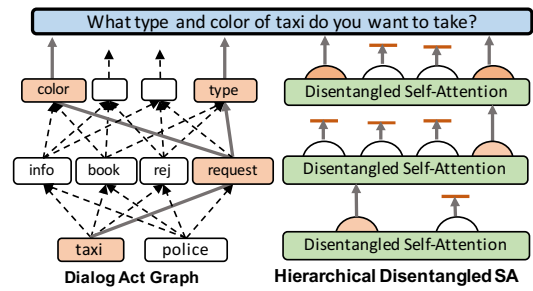 What type and color of taxi do you want to take?
color
type
Disentangled Self-Attention
info
book
rej
request
Disentangled Self-Attention
taxi
police
Disentangled Self-Attention
Dialog Act Graph
Hierarchical Disentangled SA